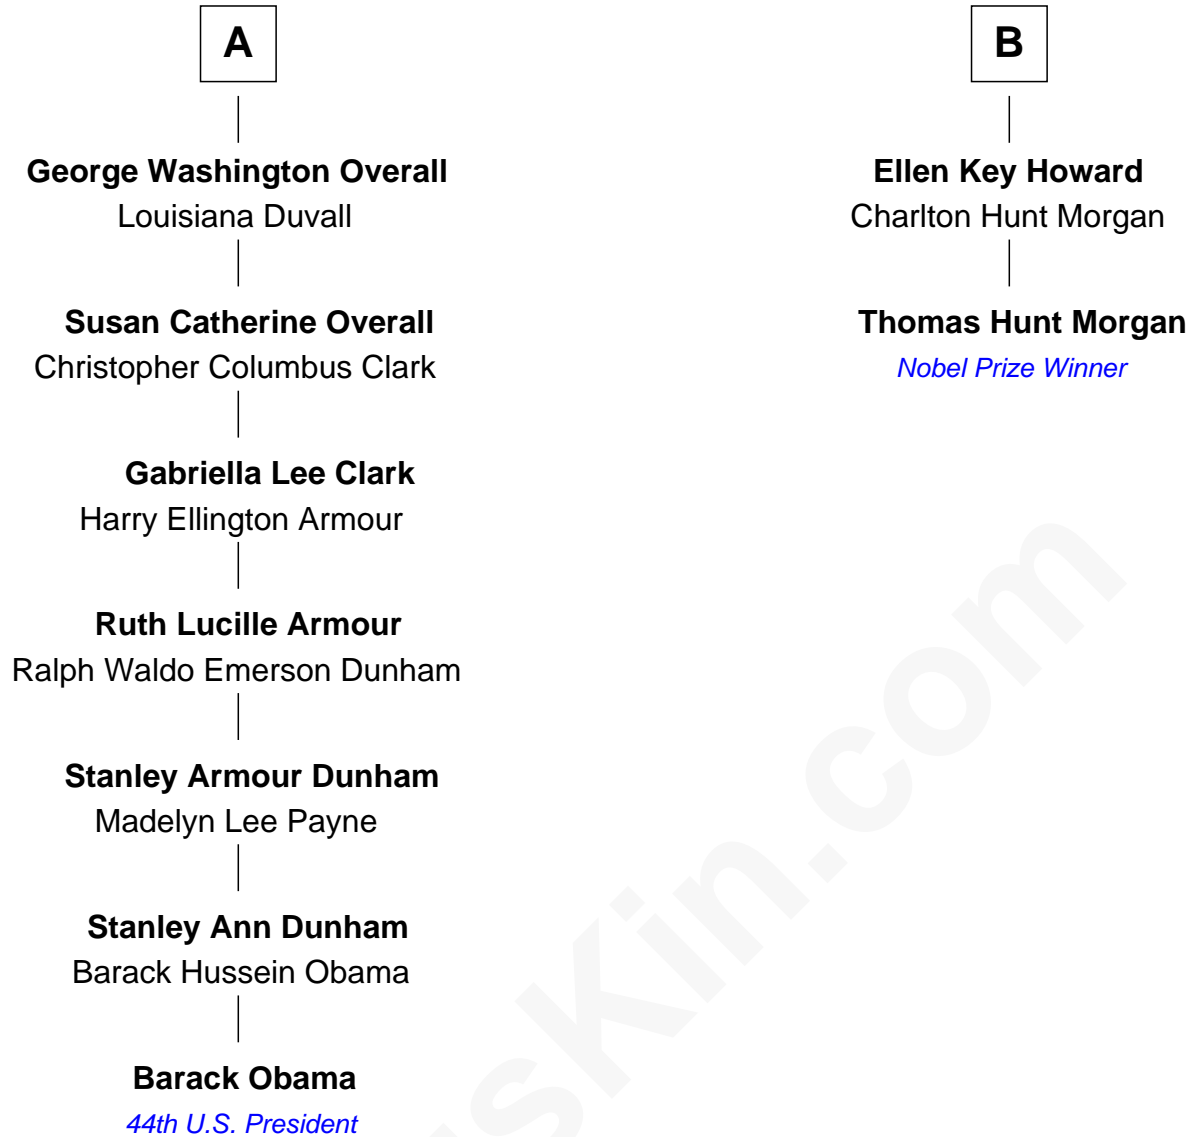 A
George Washington Overall
Louisiana Duvall
Susan Catherine Overall
Christopher Columbus Clark
Gabriella Lee Clark
Harry Ellington Armour
Ruth Lucille Armour
Ralph Waldo Emerson Dunham
Stanley Armour Dunham
Madelyn Lee Payne
Stanley Ann Dunham
Barack Hussein Obama
Barack Obama
44th U.S. President
B
Ellen Key Howard
Charlton Hunt Morgan
Thomas Hunt Morgan
Nobel Prize Winner
sKin.com